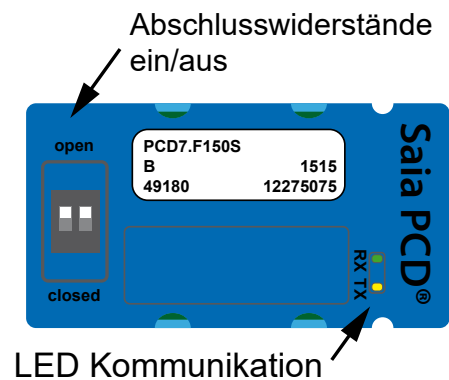 Abschlusswiderstände
ein/aus
open
PCD7.F150S
B 1515
49180 12275075
closed
Saia PCD®
RX TX
LED Kommunikation